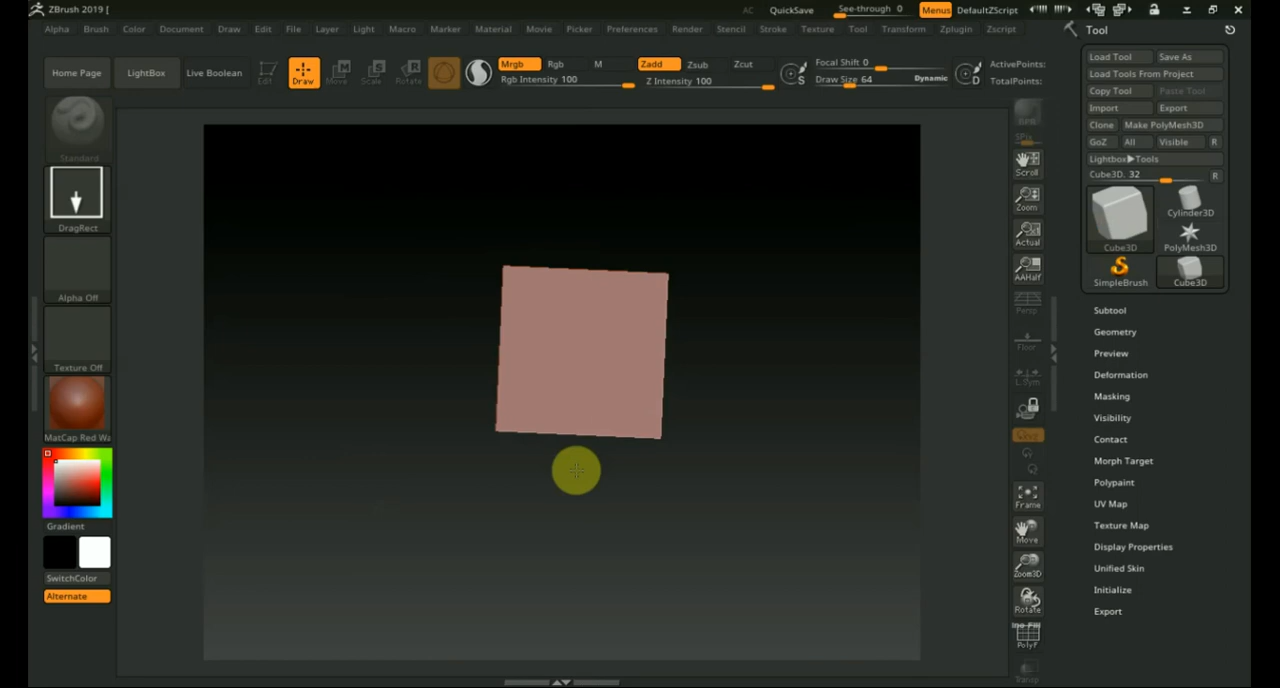 ZBrush 2019 [
AC QuickSave See-through 0 Menus DefaultZScript
Alpha Brush Color Document Draw Edit File Layer Light Macro Marker Material Movie Picker Preferences Render Stencil Stroke Texture Tool Transform Zplugin Zscript
Home Page LightBox Live Boolean Edit Draw Move Scale Rotate
Mrgb Rgb M Zadd Zsub Zcut
Rgb Intensity 100 Z Intensity 100
Focal Shift 0
Draw Size 64 Dynamic
ActivePoints:
TotalPoints:
S
D
Standard
DragRect
Alpha Off
Texture Off
MatCap Red Wa
Gradient
SwitchColor
Alternate
BPR
SPix
Scroll
Zoom
Actual
AAHalf
Persp
Floor
L.Sym
Frame
Move
Zoom3D
Rotate
PolyF
Transp
Tool
Load Tool Save As
Load Tools From Project
Copy Tool Paste Tool
Import Export
Clone Make PolyMesh3D
GoZ All Visible R
Lightbox▶Tools
Cube3D. 32 R
Cube3D Cylinder3D
PolyMesh3D
SimpleBrush Cube3D
Subtool
Geometry
Preview
Deformation
Masking
Visibility
Contact
Morph Target
Polypaint
UV Map
Texture Map
Display Properties
Unified Skin
Initialize
Export